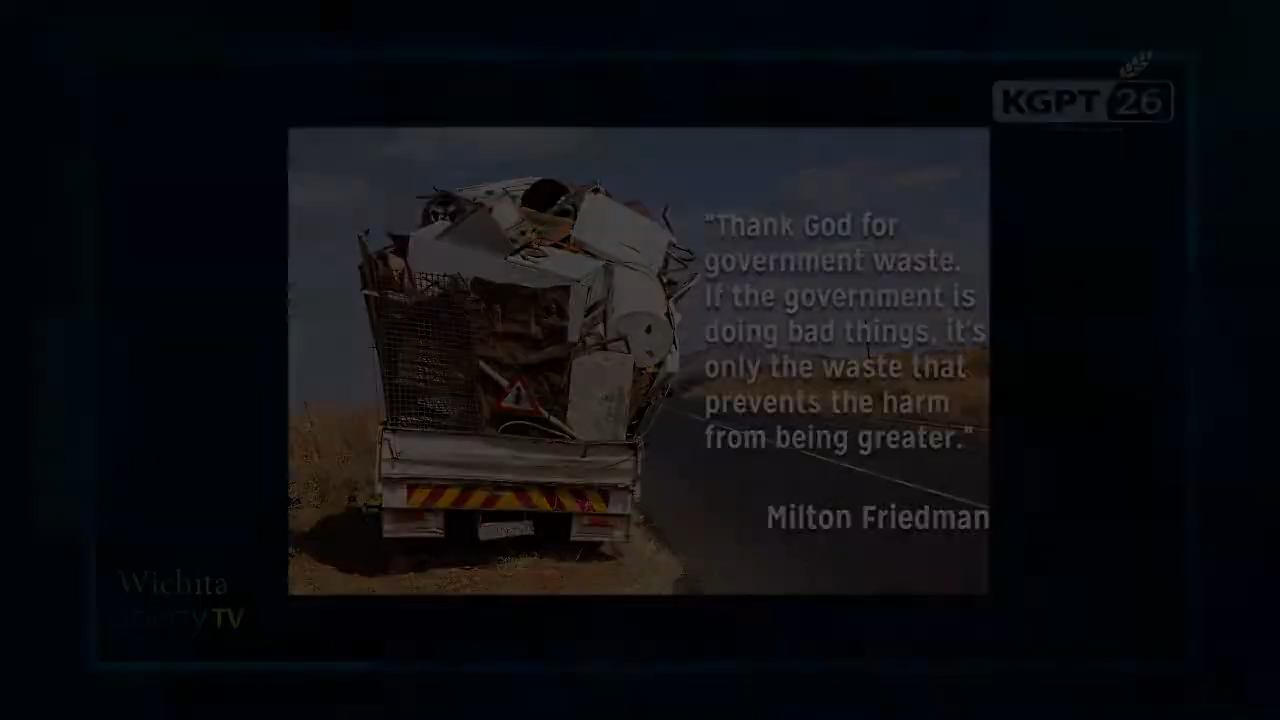 KGPT 26
"Thank God for
government waste.
If the government is
doing bad things, it's
only the waste that
prevents the harm
from being greater."
Milton Friedman
Wichita
TV